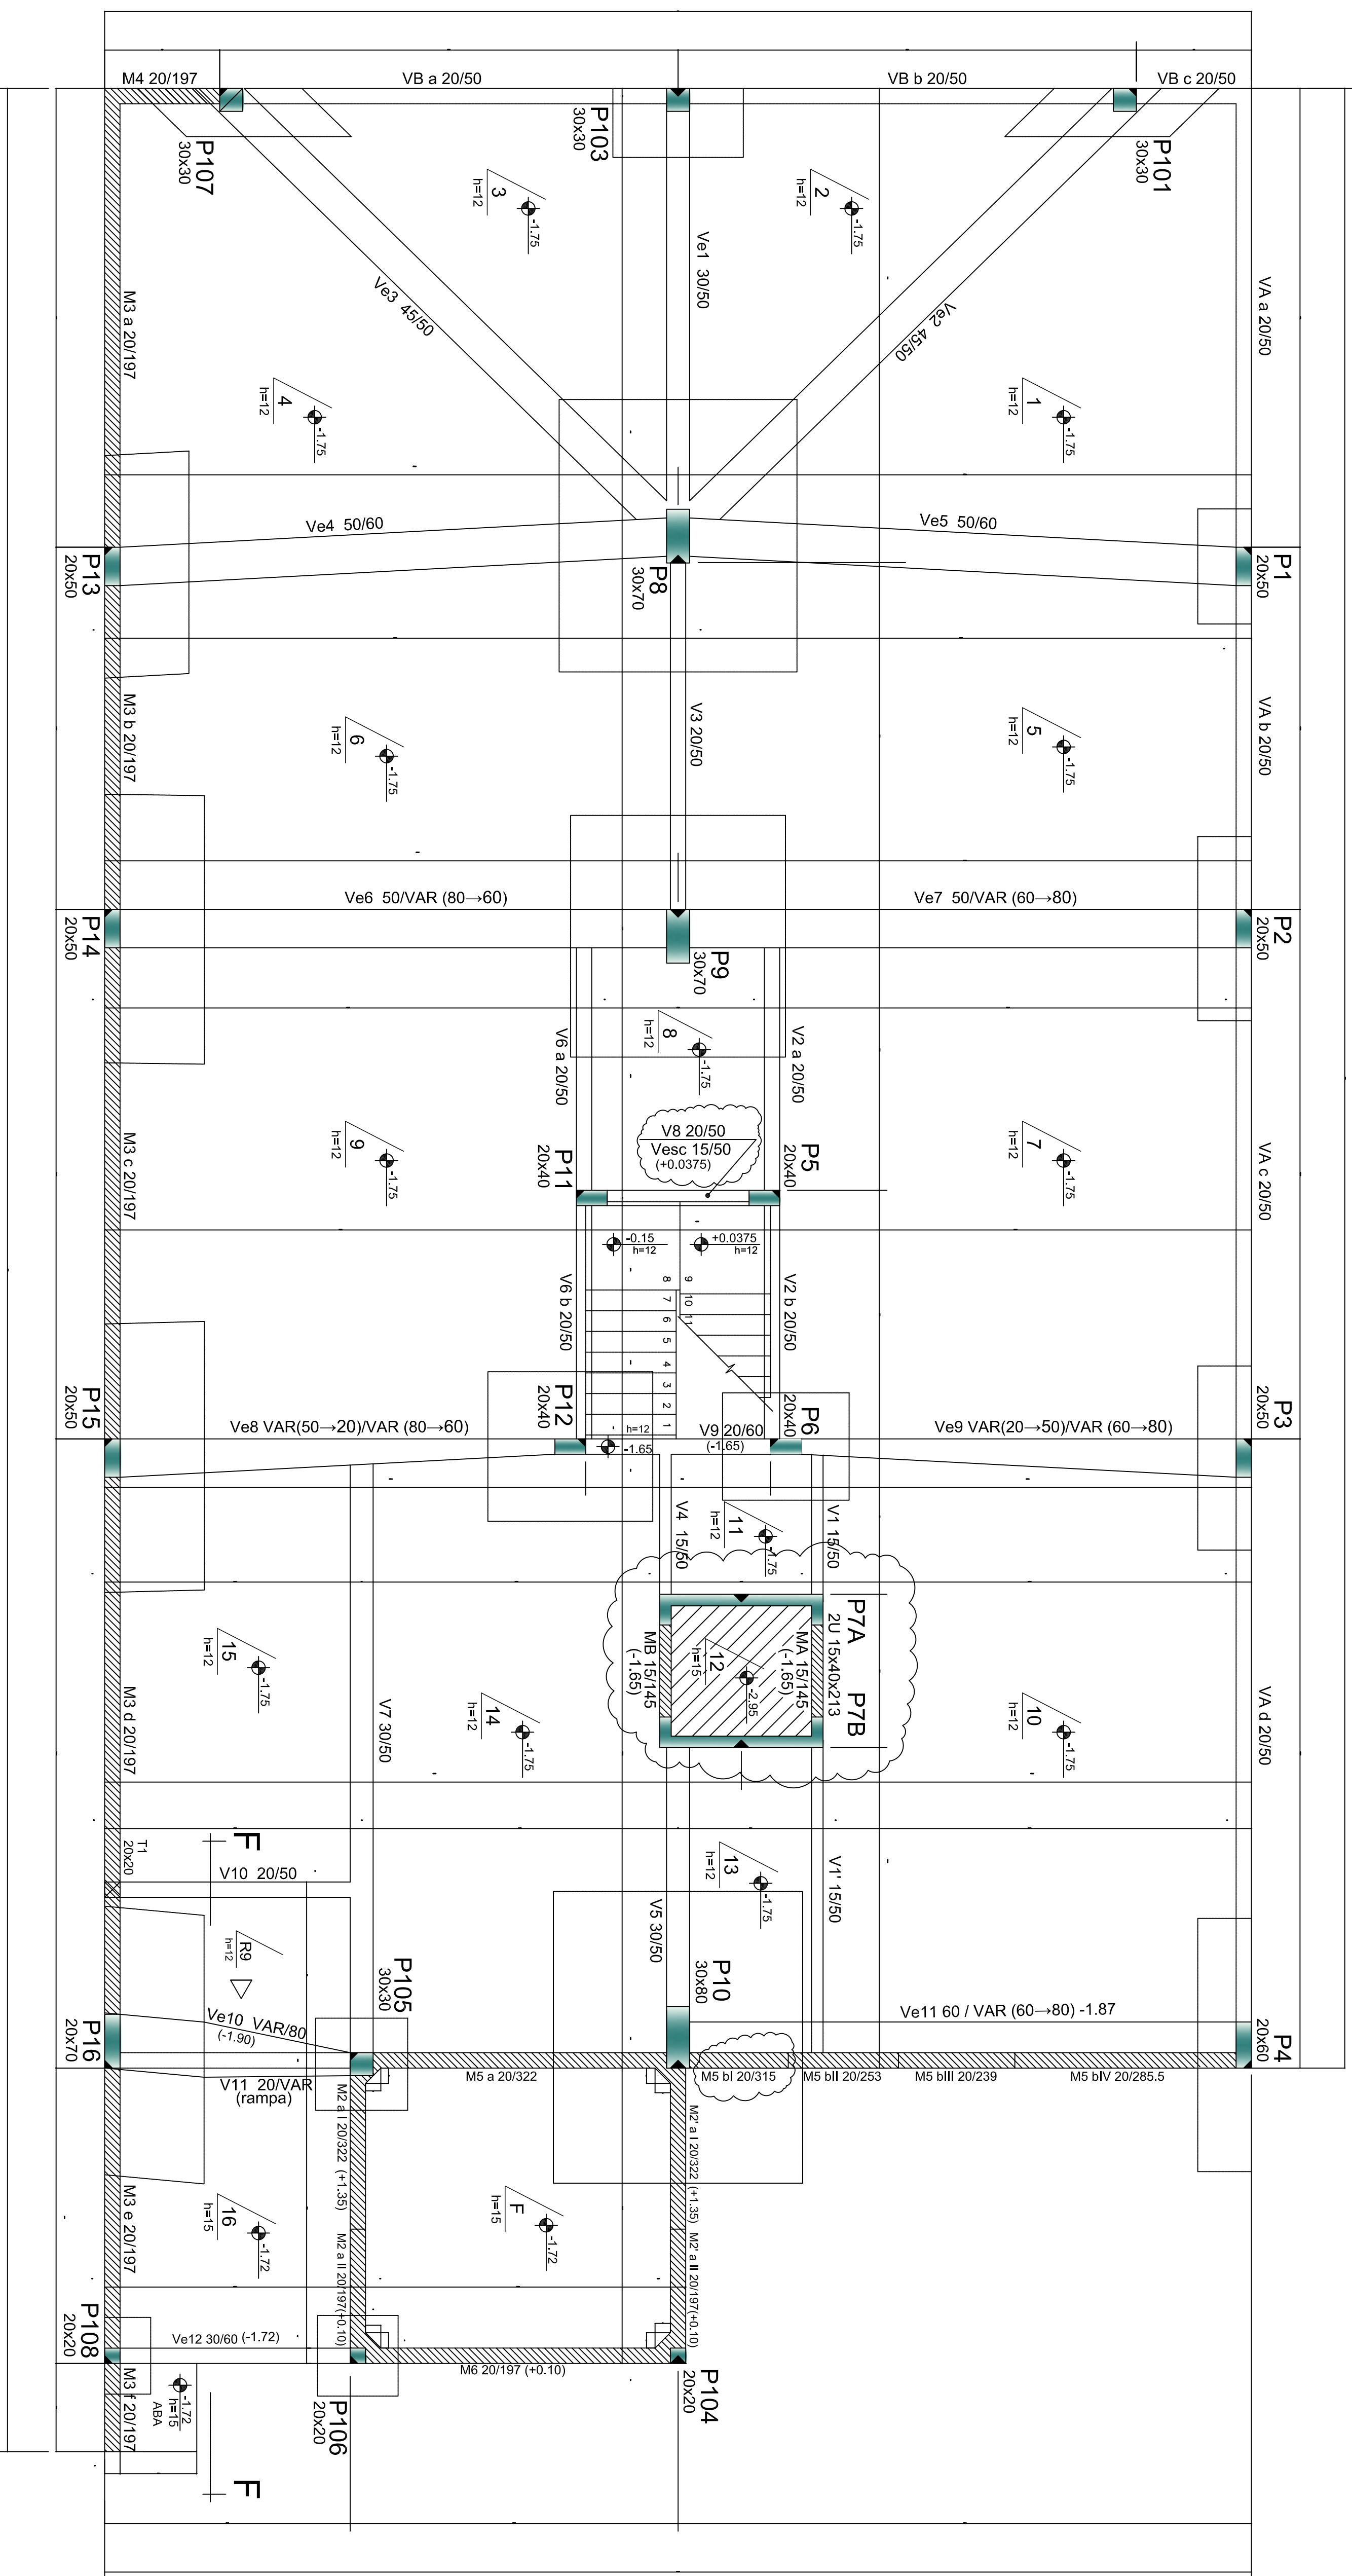 M4 20/197
VB a 20/50
VB b 20/50
VB c 20/50
P107
30x30
P103
30x30
P101
30x30
3
h=12
-1.75
2
h=12
-1.75
Ve1 30/50
Ve3 45/50
Ve2 45/50
VA a 20/50
M3 a 20/197
4
h=12
-1.75
1
h=12
-1.75
Ve4 50/60
Ve5 50/60
P13
20x50
P8
30x70
P1
20x50
M3 b 20/197
6
h=12
-1.75
V3 20/50
5
h=12
-1.75
VA b 20/50
Ve6 50/VAR (80→60)
Ve7 50/VAR (60→80)
P14
20x50
P9
30x70
P2
20x50
V6 a 20/50
8
h=12
-1.75
V2 a 20/50
M3 c 20/197
9
h=12
-1.75
V8 20/50
Vesc 15/50
(+0.0375)
P11
20x40
P5
20x40
7
h=12
-1.75
VA c 20/50
-0.15
h=12
+0.0375
h=12
V6 b 20/50
8
7
6
5
4
3
2
1
9
10
11
V2 b 20/50
P15
20x50
Ve8 VAR(50→20)/VAR (80→60)
P12
20x40
h=12
-1.65
V9 20/60
(-1.65)
P6
20x40
Ve9 VAR(20→50)/VAR (60→80)
P3
20x50
V4 15/50
11
h=12
-1.75
V1 15/50
P7A
2U 15x40x213
P7B
MB 15/145
(-1.65)
12
h=15
-2.95
MA 15/145
(-1.65)
15
h=12
-1.75
M3 d 20/197
V7 30/50
14
h=12
-1.75
10
h=12
-1.75
VA d 20/50
T1
20x20
F
V10 20/50
13
h=12
-1.75
V1' 15/50
V5 30/50
R9
h=12
P105
30x30
P10
30x80
Ve10 VAR/80
(-1.90)
Ve11 60 / VAR (60→80) -1.87
P16
20x70
P4
20x60
V11 20/VAR
(rampa)
M5 a 20/322
M5 bI 20/315
M5 bII 20/253
M5 bIII 20/239
M5 bIV 20/285.5
M2 a I 20/322 (+1.35)
M2' a I 20/322 (+1.35)
M3 e 20/197
16
h=15
-1.72
F
h=15
-1.72
M2 a II 20/197(+0.10)
M2' a II 20/197(+0.10)
P108
20x20
Ve12 30/60 (-1.72)
M6 20/197 (+0.10)
M3 f 20/197
-1.72
h=15
ABA
P106
20x20
P104
20x20
F